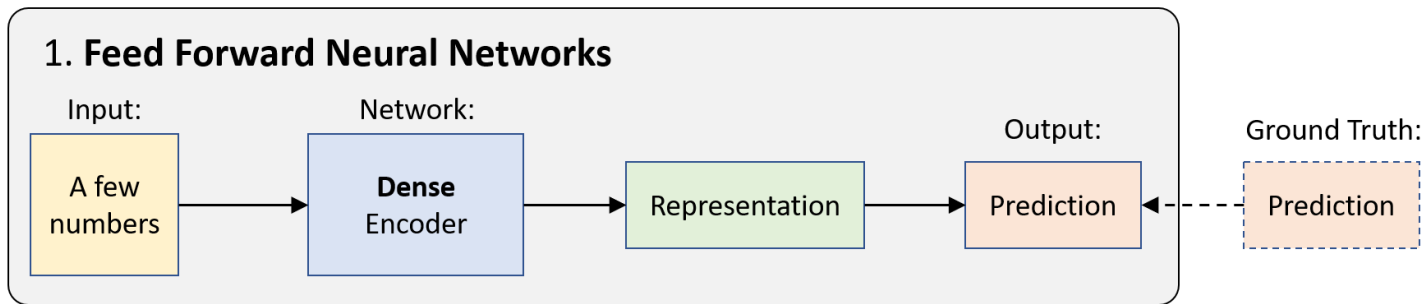 1. Feed Forward Neural Networks
Input:
Network:
Output:
Ground Truth:
A few
numbers
Dense
Encoder
Representation
Prediction
Prediction